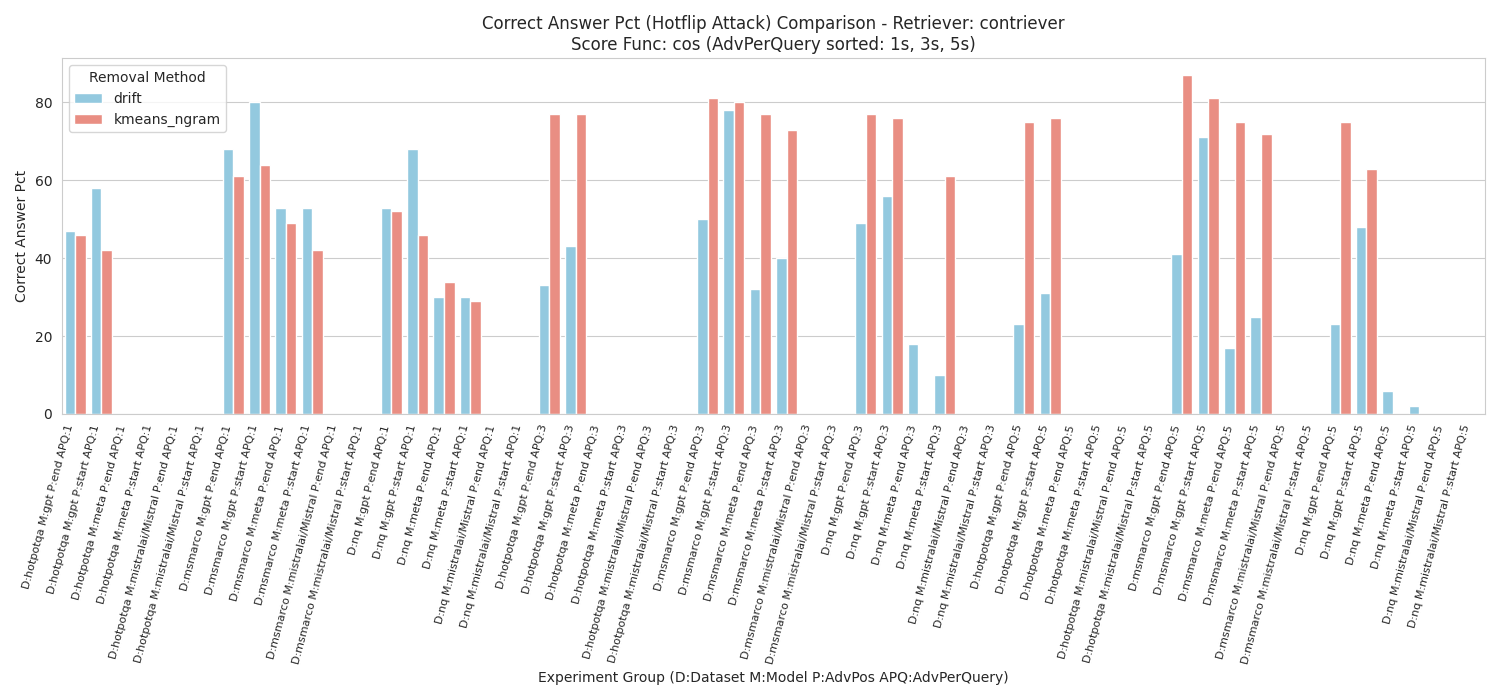 Correct Answer Pct (Hotflip Attack) Comparison - Retriever: contriever
Score Func: cos (AdvPerQuery sorted: 1s, 3s, 5s)
Removal Method
drift
kmeans_ngram
Correct Answer Pct
80
60
40
20
0
D:hotpotqa M:gpt P:end APQ:1
D:hotpotqa M:gpt P:start APQ:1
D:hotpotqa M:meta P:end APQ:1
D:hotpotqa M:meta P:start APQ:1
D:hotpotqa M:mistralai/Mistral P:end APQ:1
D:hotpotqa M:mistralai/Mistral P:start APQ:1
D:msmarco M:gpt P:end APQ:1
D:msmarco M:gpt P:start APQ:1
D:msmarco M:meta P:end APQ:1
D:msmarco M:meta P:start APQ:1
D:msmarco M:mistralai/Mistral P:end APQ:1
D:msmarco M:mistralai/Mistral P:start APQ:1
D:nq M:gpt P:end APQ:1
D:nq M:gpt P:start APQ:1
D:nq M:meta P:end APQ:1
D:nq M:meta P:start APQ:1
D:nq M:mistralai/Mistral P:end APQ:1
D:nq M:mistralai/Mistral P:start APQ:1
D:hotpotqa M:gpt P:end APQ:3
D:hotpotqa M:gpt P:start APQ:3
D:hotpotqa M:meta P:end APQ:3
D:hotpotqa M:meta P:start APQ:3
D:hotpotqa M:mistralai/Mistral P:end APQ:3
D:hotpotqa M:mistralai/Mistral P:start APQ:3
D:msmarco M:gpt P:end APQ:3
D:msmarco M:gpt P:start APQ:3
D:msmarco M:meta P:end APQ:3
D:msmarco M:meta P:start APQ:3
D:msmarco M:mistralai/Mistral P:end APQ:3
D:msmarco M:mistralai/Mistral P:start APQ:3
D:nq M:gpt P:end APQ:3
D:nq M:gpt P:start APQ:3
D:nq M:meta P:end APQ:3
D:nq M:meta P:start APQ:3
D:nq M:mistralai/Mistral P:end APQ:3
D:nq M:mistralai/Mistral P:start APQ:3
D:hotpotqa M:gpt P:end APQ:5
D:hotpotqa M:gpt P:start APQ:5
D:hotpotqa M:meta P:end APQ:5
D:hotpotqa M:meta P:start APQ:5
D:hotpotqa M:mistralai/Mistral P:end APQ:5
D:hotpotqa M:mistralai/Mistral P:start APQ:5
D:msmarco M:gpt P:end APQ:5
D:msmarco M:gpt P:start APQ:5
D:msmarco M:meta P:end APQ:5
D:msmarco M:meta P:start APQ:5
D:msmarco M:mistralai/Mistral P:end APQ:5
D:msmarco M:mistralai/Mistral P:start APQ:5
D:nq M:gpt P:end APQ:5
D:nq M:gpt P:start APQ:5
D:nq M:meta P:end APQ:5
D:nq M:meta P:start APQ:5
D:nq M:mistralai/Mistral P:end APQ:5
D:nq M:mistralai/Mistral P:start APQ:5
Experiment Group (D:Dataset M:Model P:AdvPos APQ:AdvPerQuery)